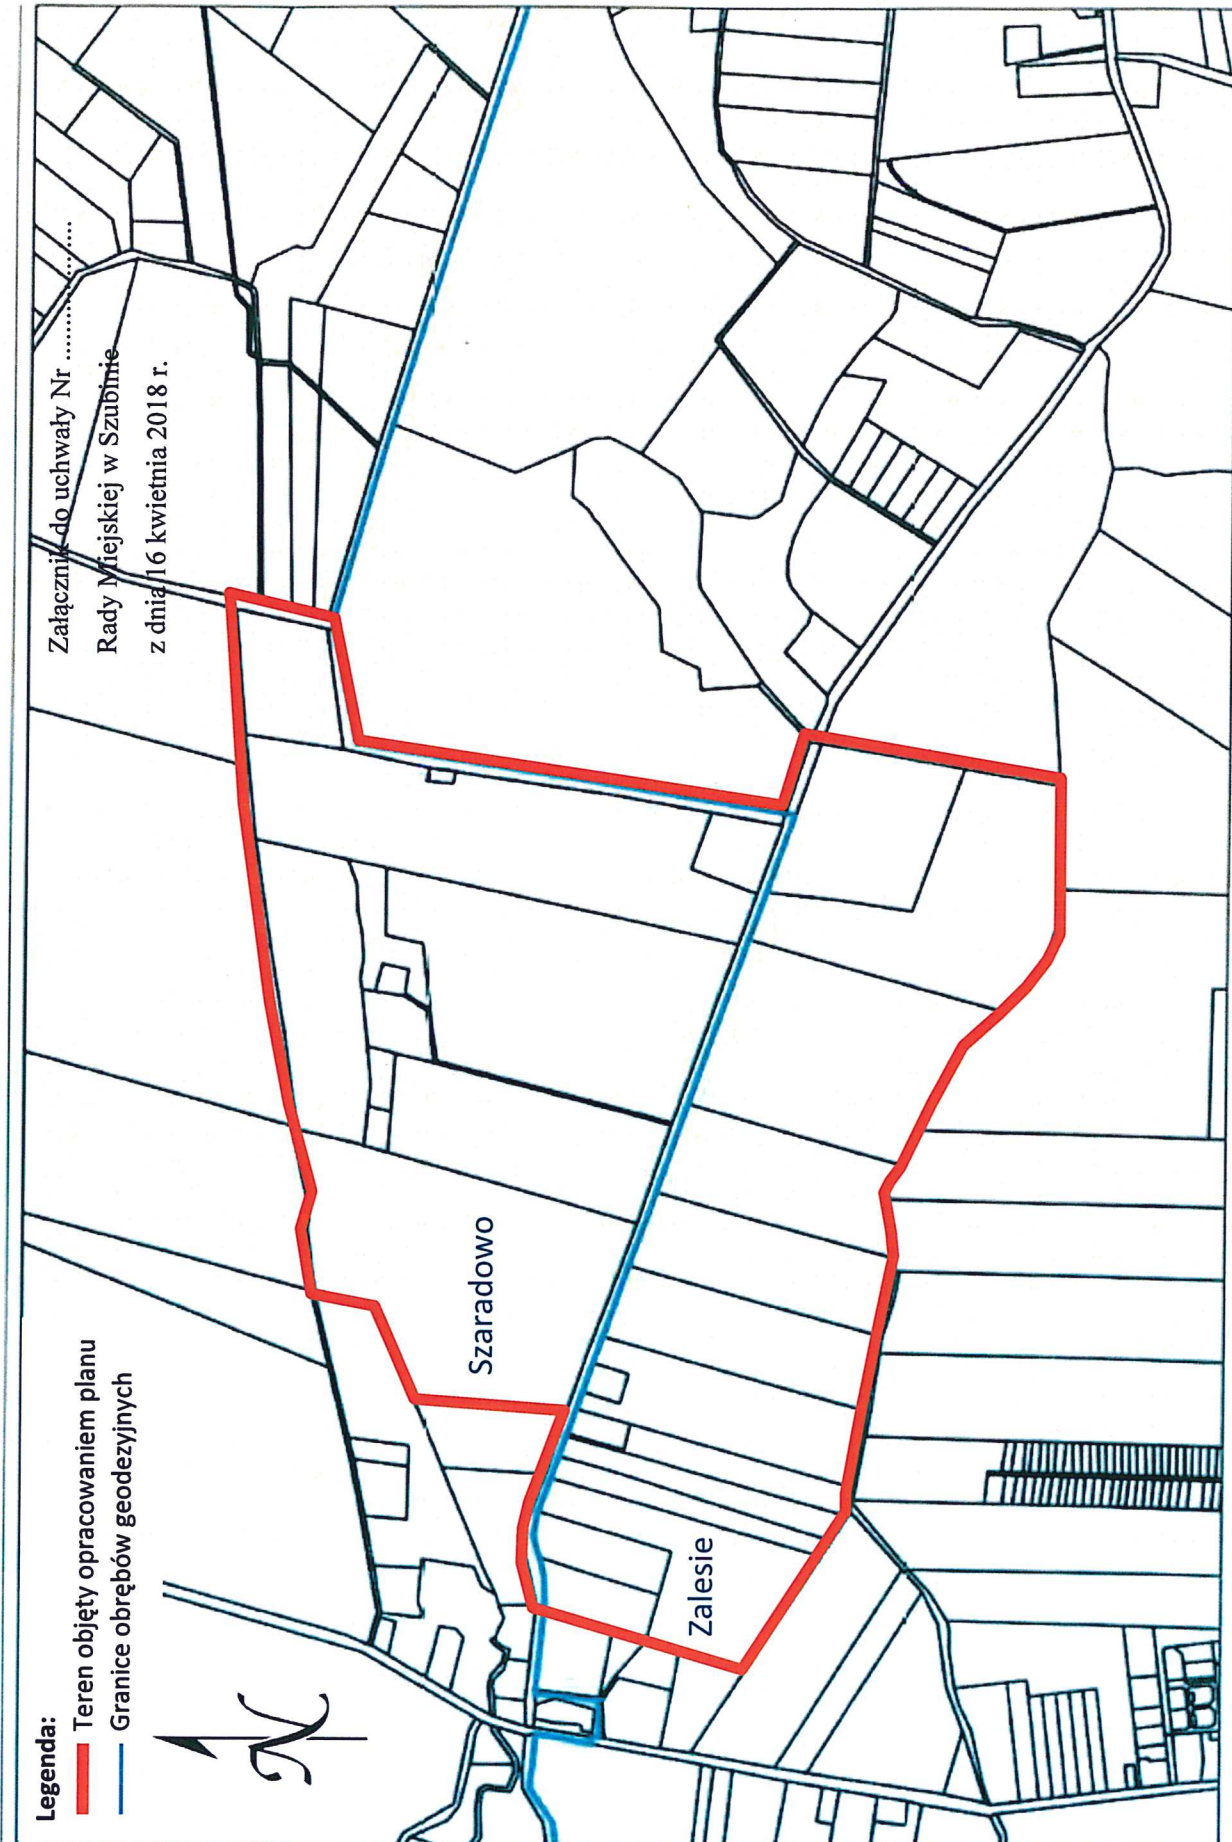 Załącznik do uchwały Nr ........................
Rady Miejskiej w Szubinie
z dnia 16 kwietnia 2018 r.
Legenda:
Teren objęty opracowaniem planu
Granice obrębów geodezyjnych
N
Szaradowo
Zalesie